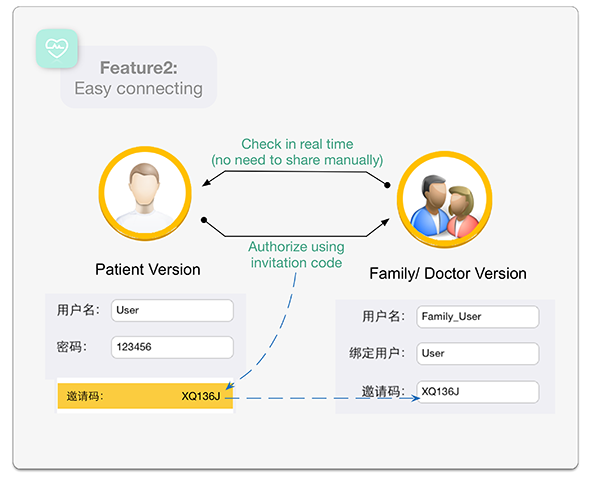 Feature2:
Easy connecting
Check in real time
(no need to share manually)
Authorize using
invitation code
Patient Version
Family/ Doctor Version
用户名: User
密码: 123456
邀请码: XQ136J
用户名: Family_User
绑定用户: User
邀请码: XQ136J